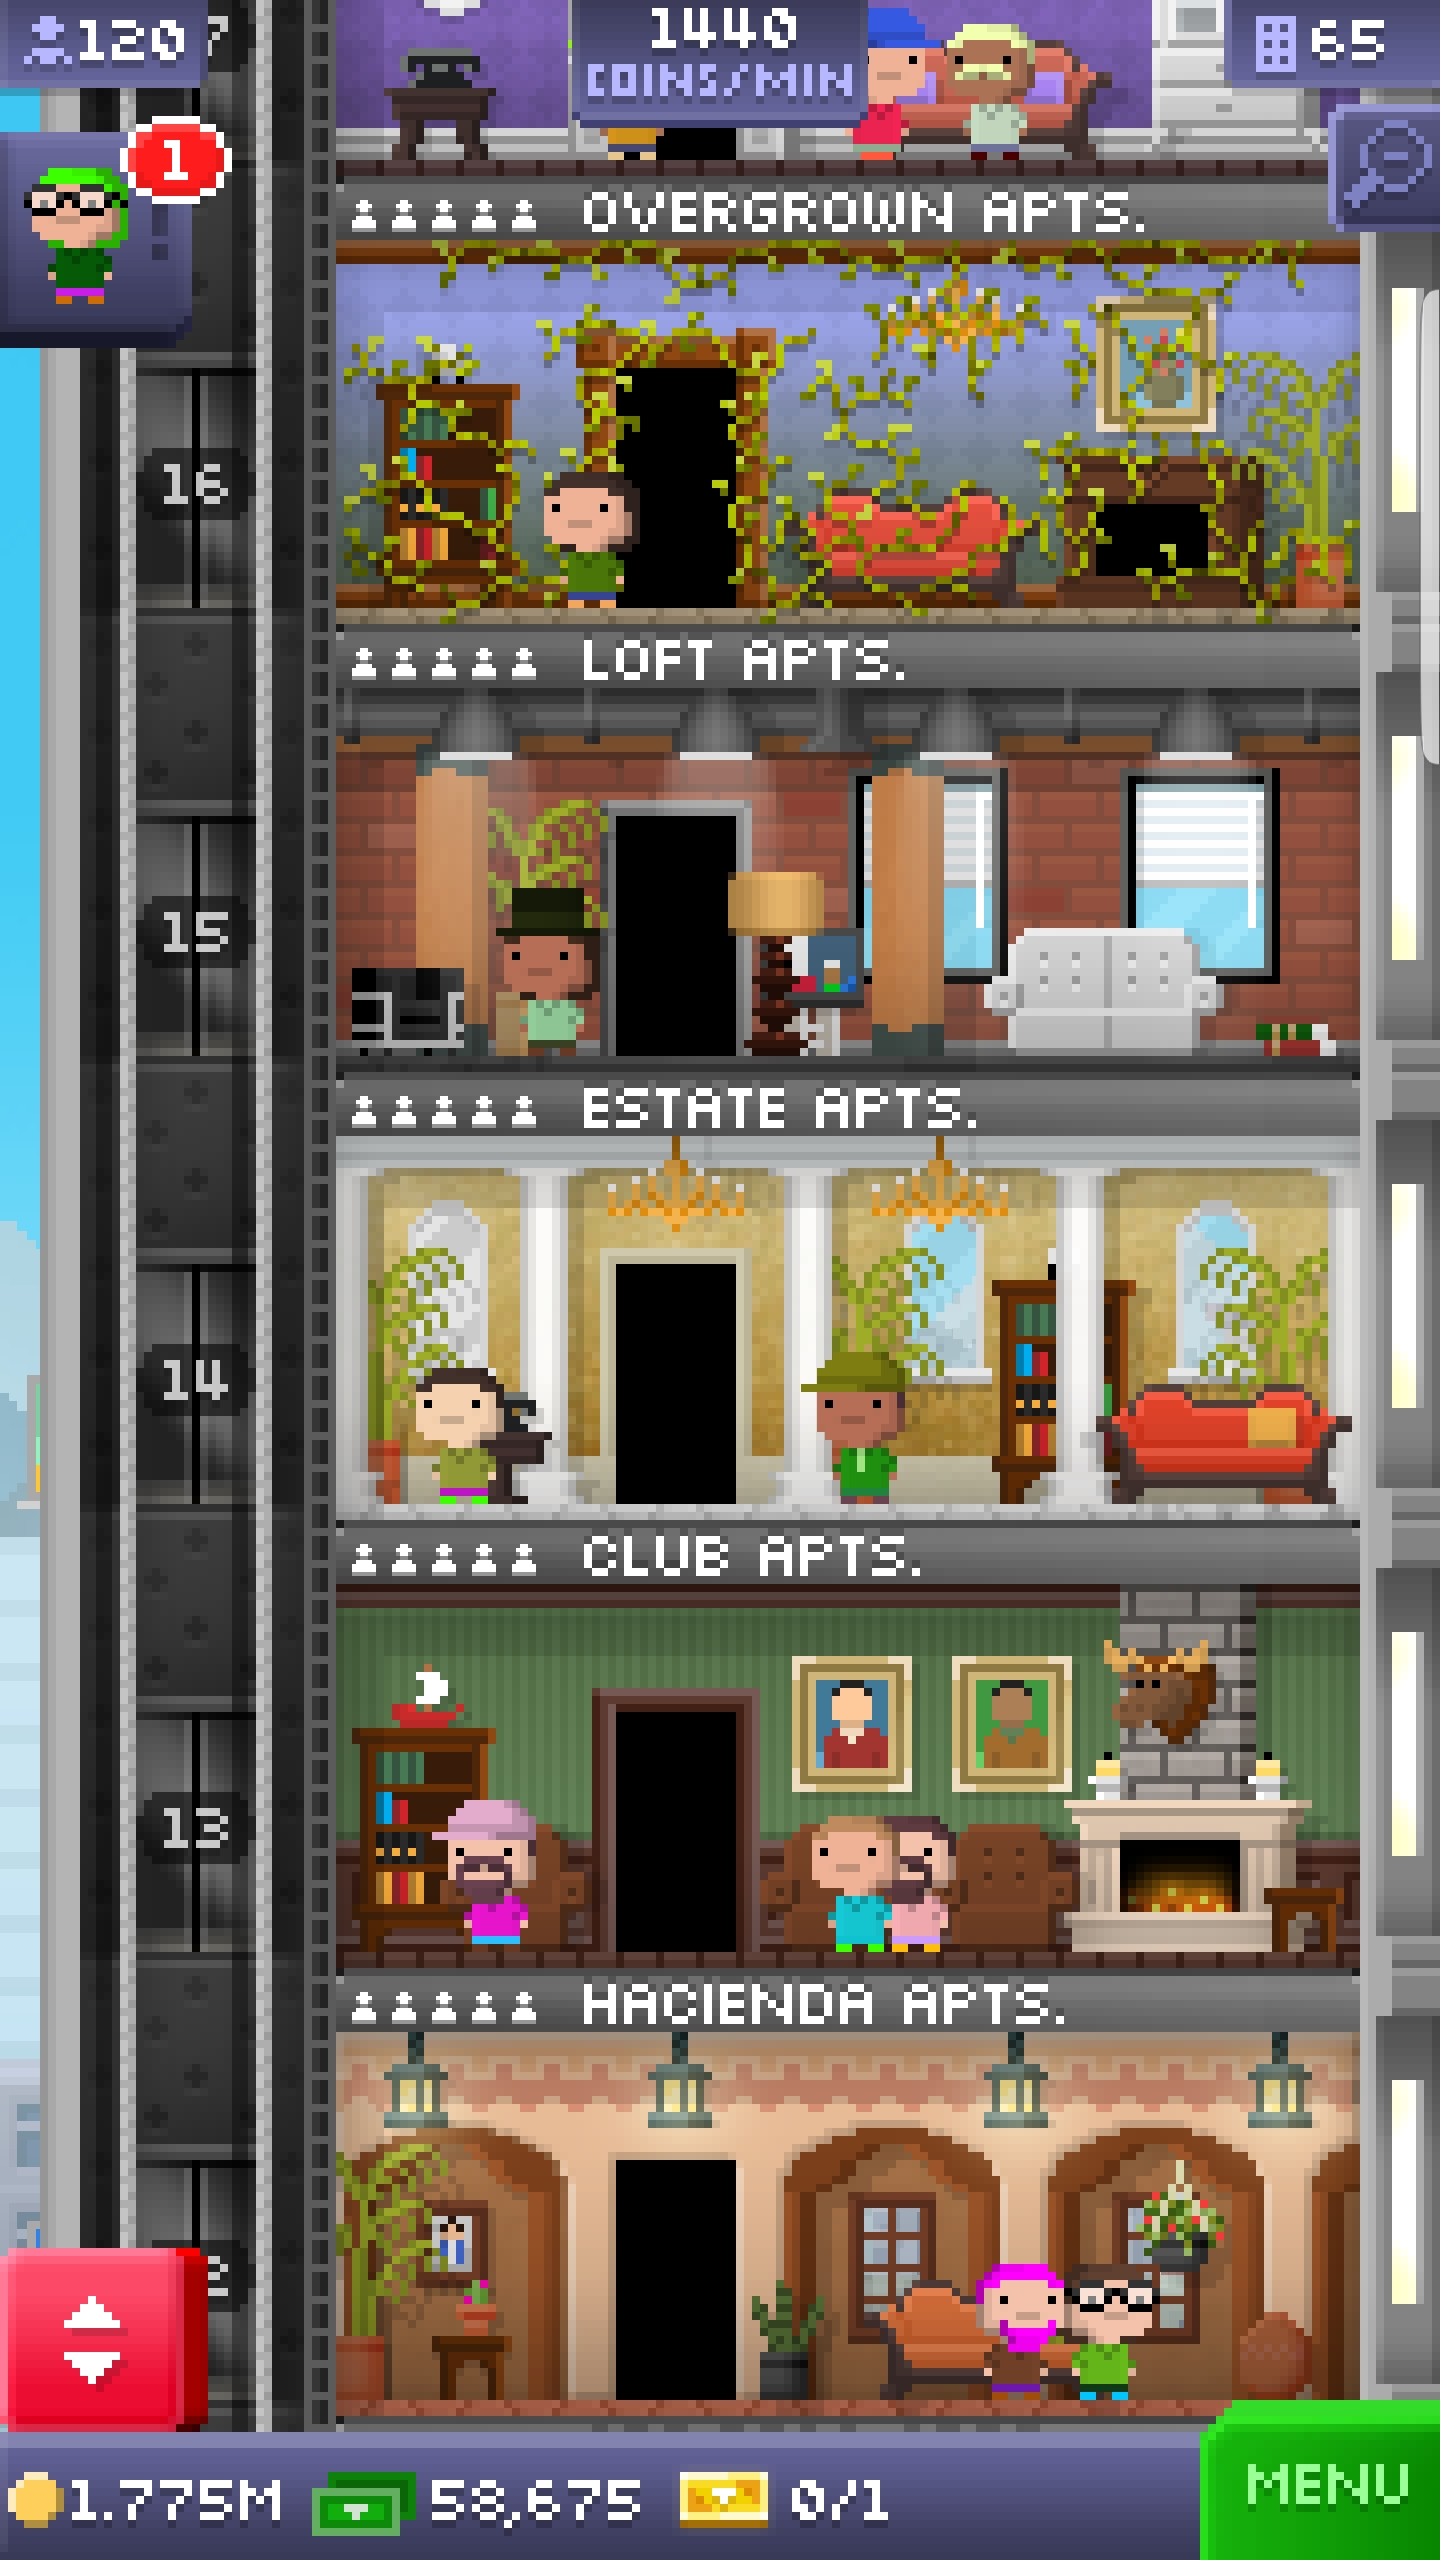 120
1440
COINS/MIN
65
1
OVERGROWN APTS.
16
LOFT APTS.
15
ESTATE APTS.
14
CLUB APTS.
13
HACIENDA APTS.
1.775M
58,675
0/1
MENU